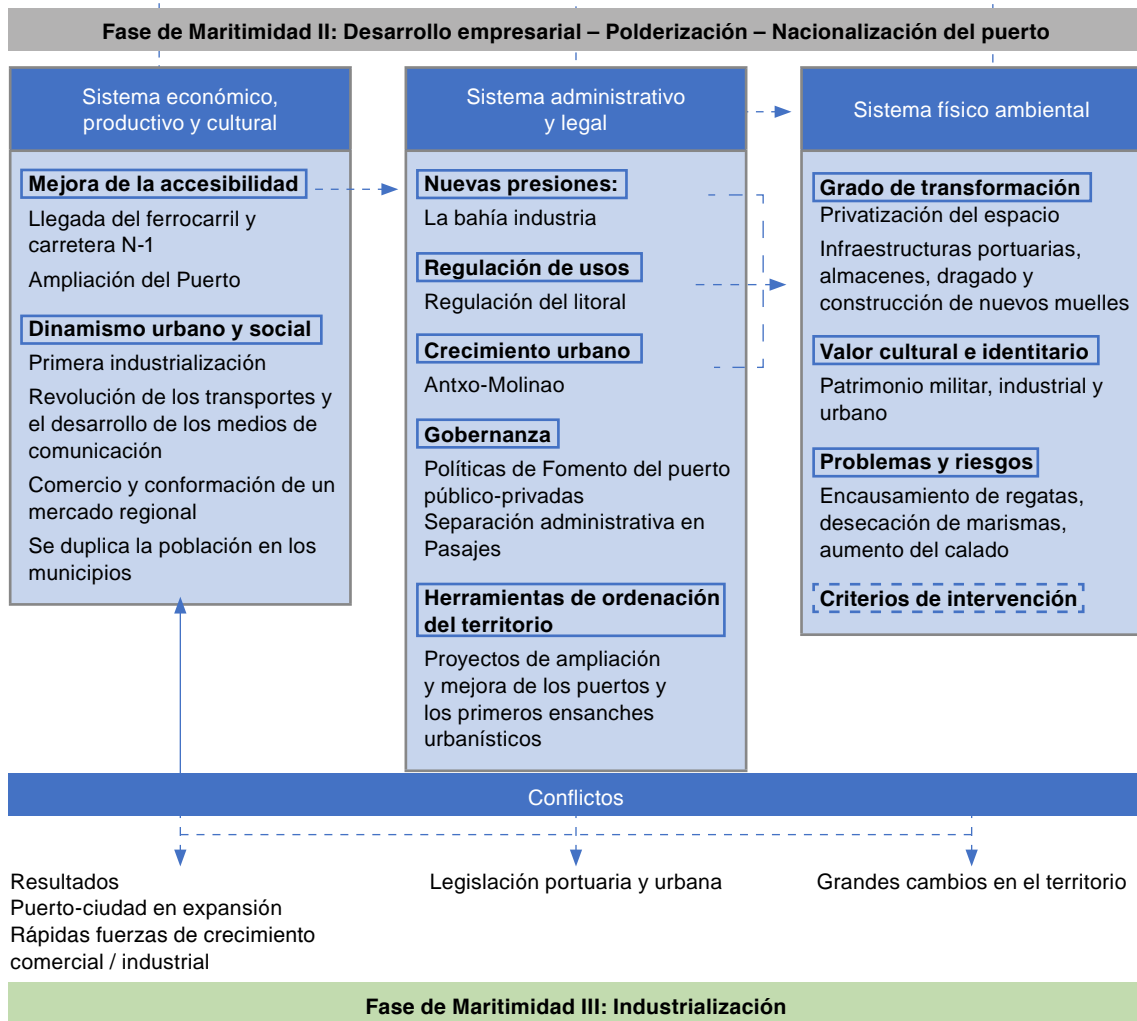 Fase de Maritimidad II: Desarrollo empresarial – Polderización – Nacionalización del puerto
Sistema económico,
productivo y cultural
Mejora de la accesibilidad
Llegada del ferrocarril y
carretera N-1
Ampliación del Puerto
Dinamismo urbano y social
Primera industrialización
Revolución de los transportes y
el desarrollo de los medios de
comunicación
Comercio y conformación de un
mercado regional
Se duplica la población en los
municipios
Sistema administrativo
y legal
Nuevas presiones:
La bahía industria
Regulación de usos
Regulación del litoral
Crecimiento urbano
Antxo-Molinao
Gobernanza
Políticas de Fomento del puerto
público-privadas
Separación administrativa en
Pasajes
Herramientas de ordenación
del territorio
Proyectos de ampliación
y mejora de los puertos y
los primeros ensanches
urbanísticos
Sistema físico ambiental
Grado de transformación
Privatización del espacio
Infraestructuras portuarias,
almacenes, dragado y
construcción de nuevos muelles
Valor cultural e identitario
Patrimonio militar, industrial y
urbano
Problemas y riesgos
Encausamiento de regatas,
desecación de marismas,
aumento del calado
Criterios de intervención
Conflictos
Resultados
Puerto-ciudad en expansión
Rápidas fuerzas de crecimiento
comercial / industrial
Legislación portuaria y urbana
Grandes cambios en el territorio
Fase de Maritimidad III: Industrialización